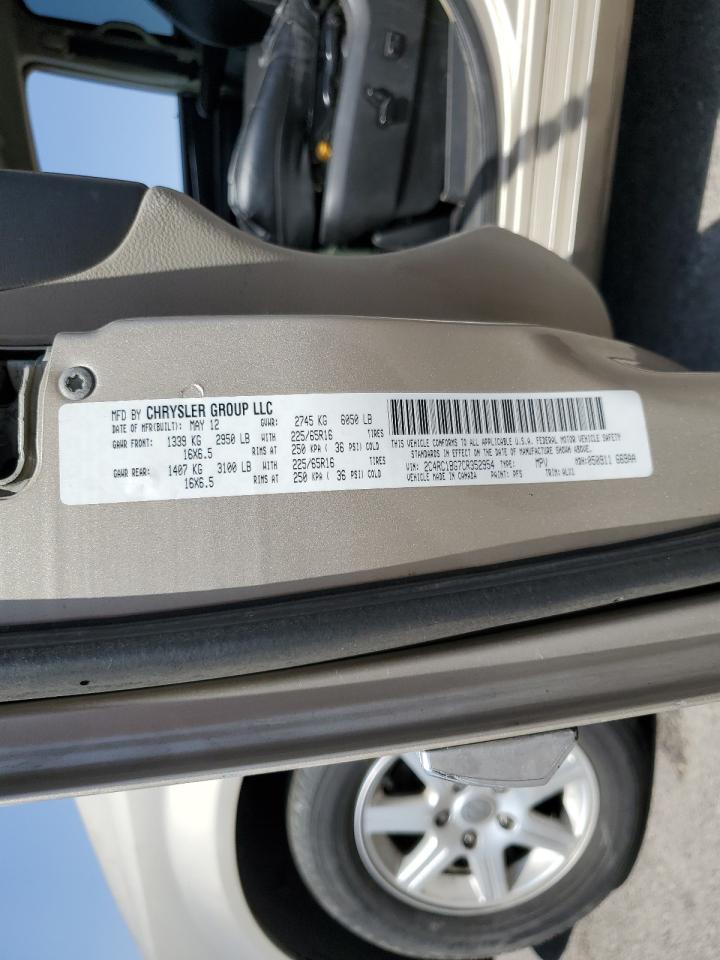 MFD BY CHRYSLER GROUP LLC
DATE OF MFR(BUILT): MAY 12 GVWR: 2745 KG 6050 LB
GAWR FRONT: 1339 KG 2950 LB WITH 225/65R16 TIRES
16X6.5 RIMS AT 250 KPA ( 36 PSI) COLD
GAWR REAR: 1407 KG 3100 LB WITH 225/65R16 TIRES
16X6.5 RIMS AT 250 KPA ( 36 PSI) COLD
THIS VEHICLE CONFORMS TO ALL APPLICABLE U.S.A. FEDERAL MOTOR VEHICLE SAFETY
STANDARDS IN EFFECT ON THE DATE OF MANUFACTURE SHOWN ABOVE.
VIN: 2C4RC1BG7CR352954 TYPE: MPV MDH: 050911 668AA
VEHICLE MADE IN CANADA PAINT: PFS TRIM: